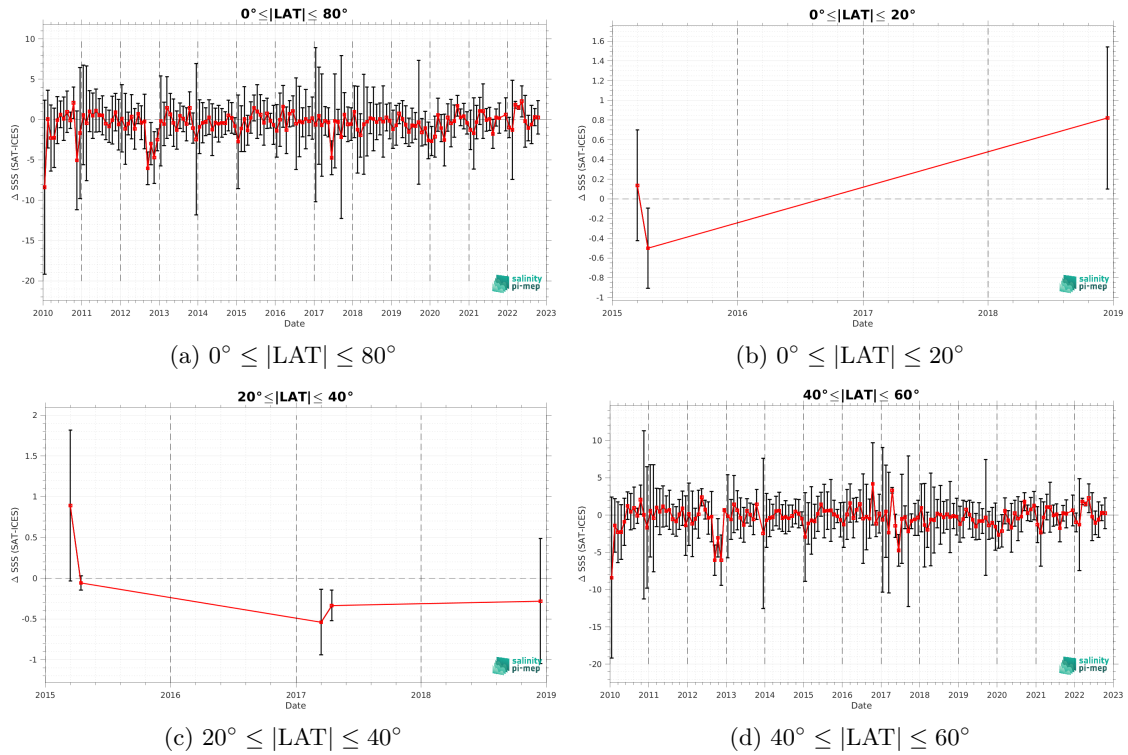 0°≤|LAT|≤ 80°
10
5
0
-5
-10
-15
-20
Δ SSS (SAT-ICES)
2010 2011 2012 2013 2014 2015 2016 2017 2018 2019 2020 2021 2022 2023
Date
salinity
pi-mep
(a) 0° ≤ |LAT| ≤ 80°
0°≤|LAT|≤ 20°
1.6
1.4
1.2
1
0.8
0.6
0.4
0.2
0
-0.2
-0.4
-0.6
-0.8
-1
Δ SSS (SAT-ICES)
2015 2016 2017 2018 2019
Date
salinity
pi-mep
(b) 0° ≤ |LAT| ≤ 20°
20°≤|LAT|≤ 40°
2
1.5
1
0.5
0
-0.5
-1
Δ SSS (SAT-ICES)
2015 2016 2017 2018 2019
Date
salinity
pi-mep
(c) 20° ≤ |LAT| ≤ 40°
40°≤|LAT|≤ 60°
10
5
0
-5
-10
-15
-20
Δ SSS (SAT-ICES)
2010 2011 2012 2013 2014 2015 2016 2017 2018 2019 2020 2021 2022 2023
Date
salinity
pi-mep
(d) 40° ≤ |LAT| ≤ 60°